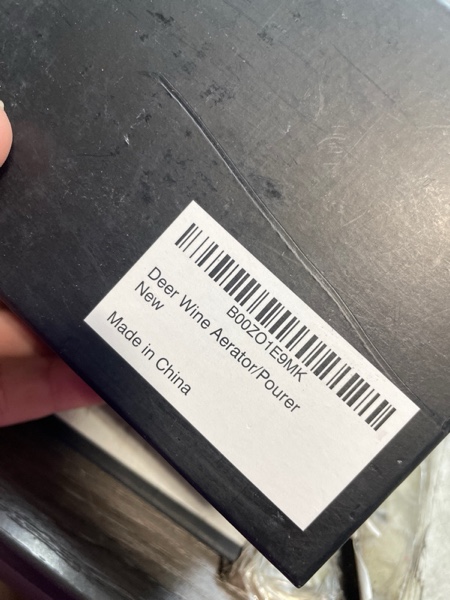 B00ZO1E9MK
Deer Wine Aerator/Pourer
New
Made in China